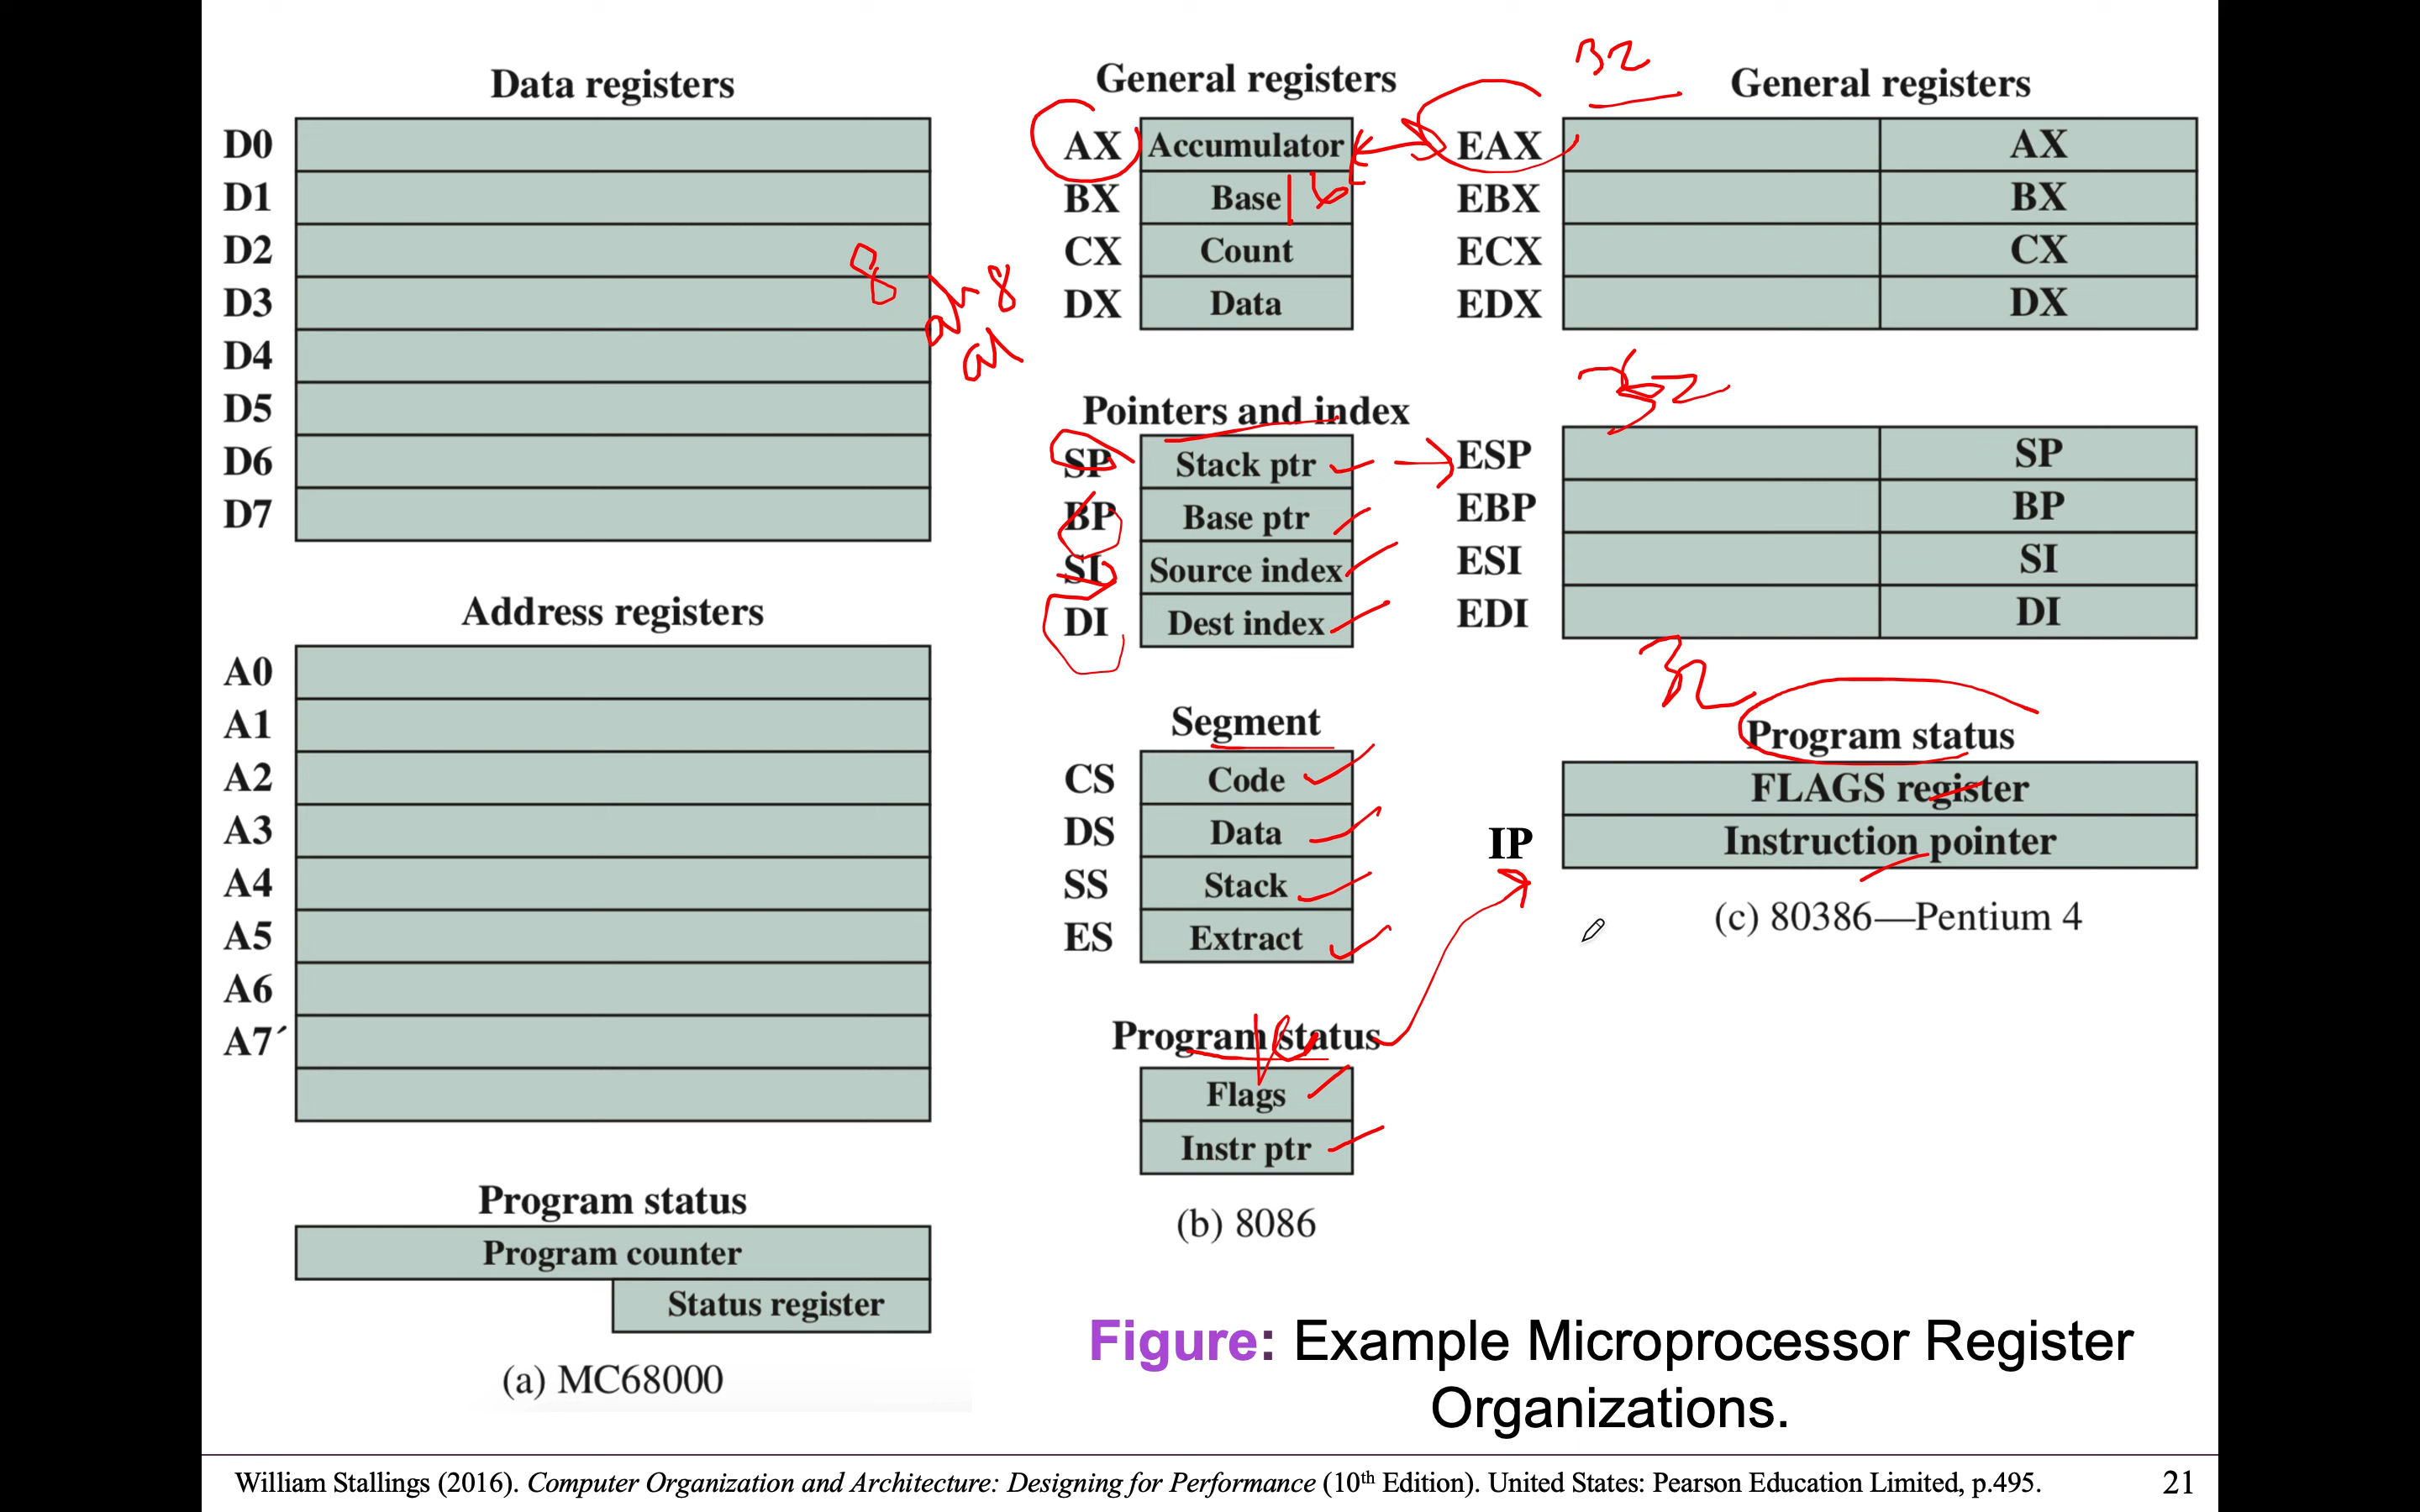 Data registers
D0
D1
D2
D3
D4
D5
D6
D7
8
ah 8
al
Address registers
A0
A1
A2
A3
A4
A5
A6
A7´
Program status
Program counter
Status register
(a) MC68000
General registers
AX Accumulator
BX Base 16
CX Count
DX Data
Pointers and index
SP Stack ptr
BP Base ptr
SI Source index
DI Dest index
Segment
CS Code
DS Data
SS Stack
ES Extract
Program status
16
Flags
Instr ptr
(b) 8086
32
General registers
EAX AX
EBX BX
ECX CX
EDX DX
32
ESP SP
EBP BP
ESI SI
EDI DI
32
Program status
FLAGS register
IP Instruction pointer
(c) 80386—Pentium 4
Figure: Example Microprocessor Register
Organizations.
William Stallings (2016). Computer Organization and Architecture: Designing for Performance (10th Edition). United States: Pearson Education Limited, p.495.
21